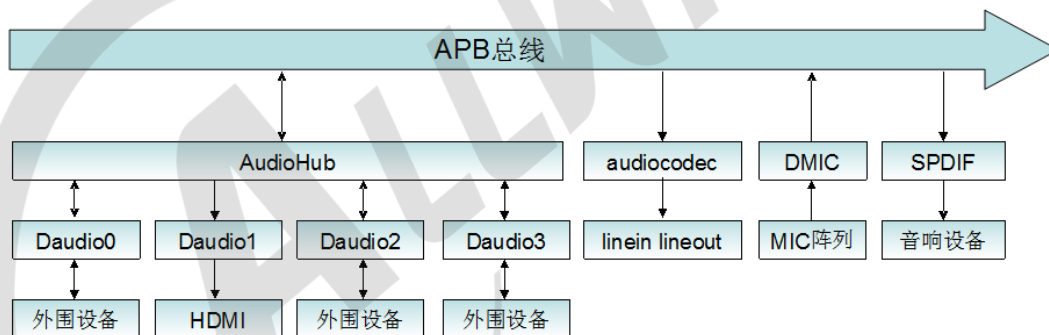 APB总线
AudioHub
audiocodec
DMIC
SPDIF
Daudio0
Daudio1
Daudio2
Daudio3
linein lineout
MIC阵列
音响设备
外围设备
HDMI
外围设备
外围设备